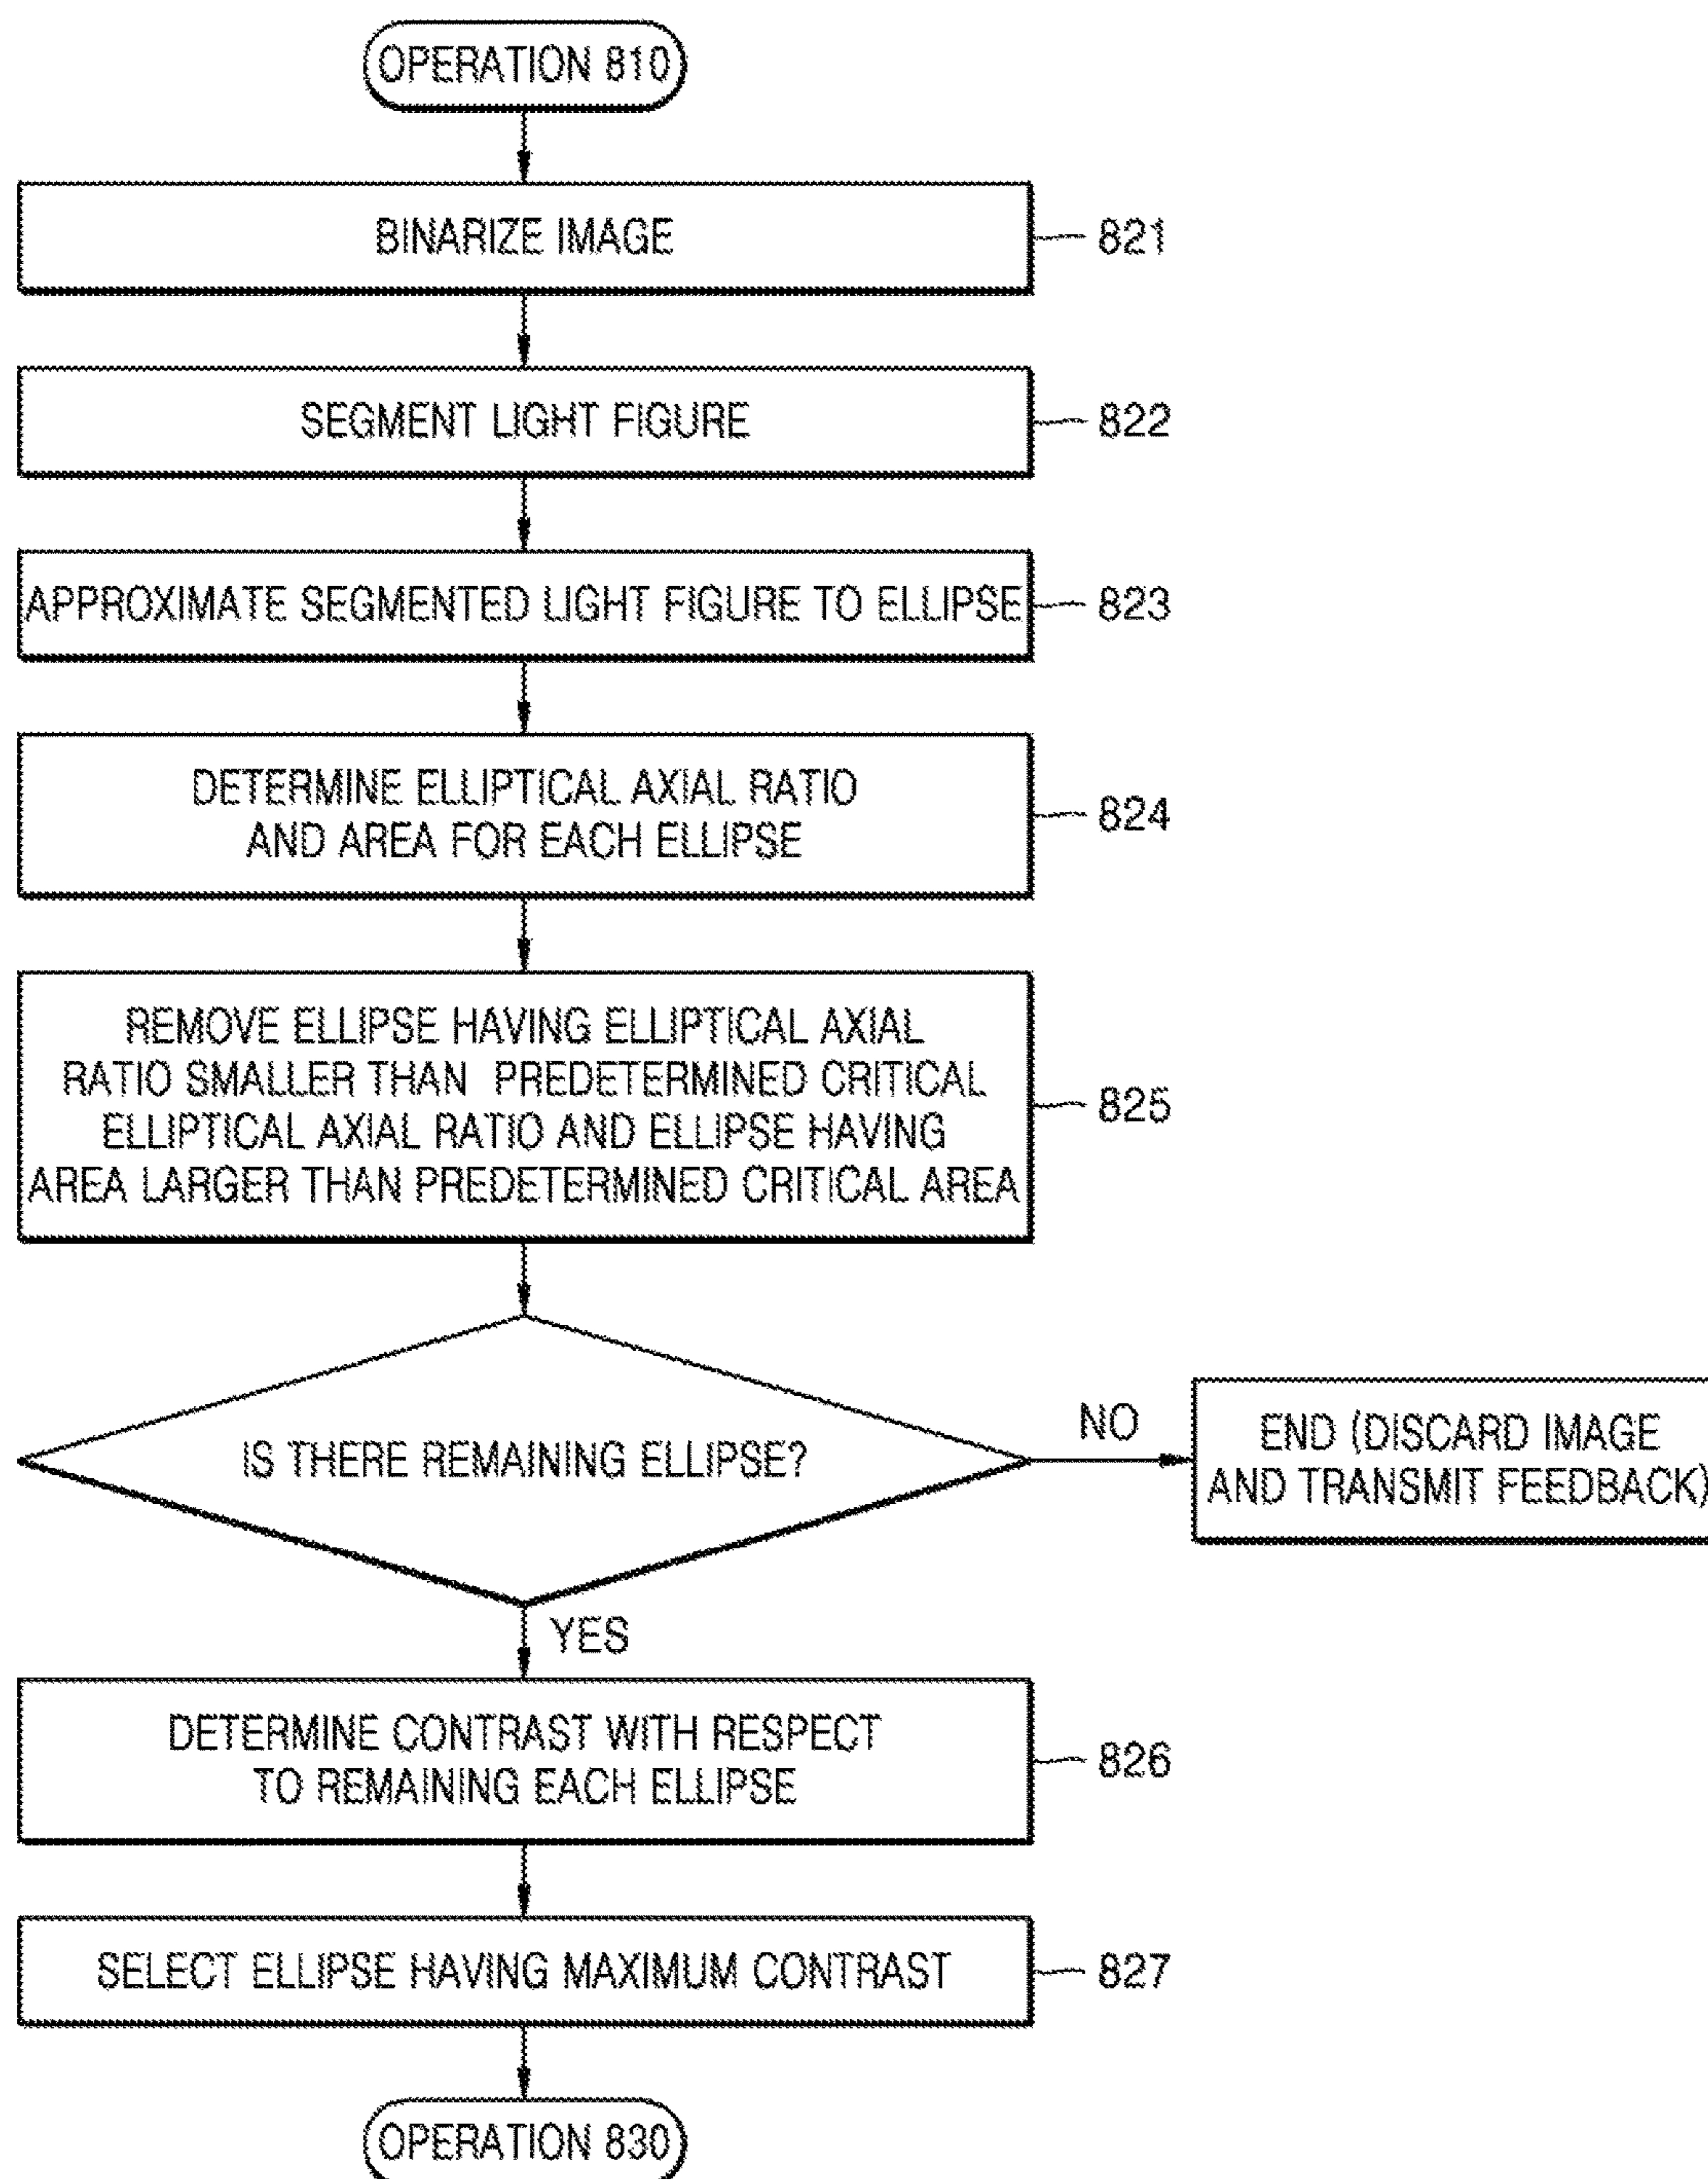 OPERATION 810
BINARIZE IMAGE
821
SEGMENT LIGHT FIGURE
822
APPROXIMATE SEGMENTED LIGHT FIGURE TO ELLIPSE
823
DETERMINE ELLIPTICAL AXIAL RATIO
AND AREA FOR EACH ELLIPSE
824
REMOVE ELLIPSE HAVING ELLIPTICAL AXIAL
RATIO SMALLER THAN PREDETERMINED CRITICAL
ELLIPTICAL AXIAL RATIO AND ELLIPSE HAVING
AREA LARGER THAN PREDETERMINED CRITICAL AREA
825
IS THERE REMAINING ELLIPSE?
NO
END (DISCARD IMAGE
AND TRANSMIT FEEDBACK)
YES
DETERMINE CONTRAST WITH RESPECT
TO REMAINING EACH ELLIPSE
826
SELECT ELLIPSE HAVING MAXIMUM CONTRAST
827
OPERATION 830